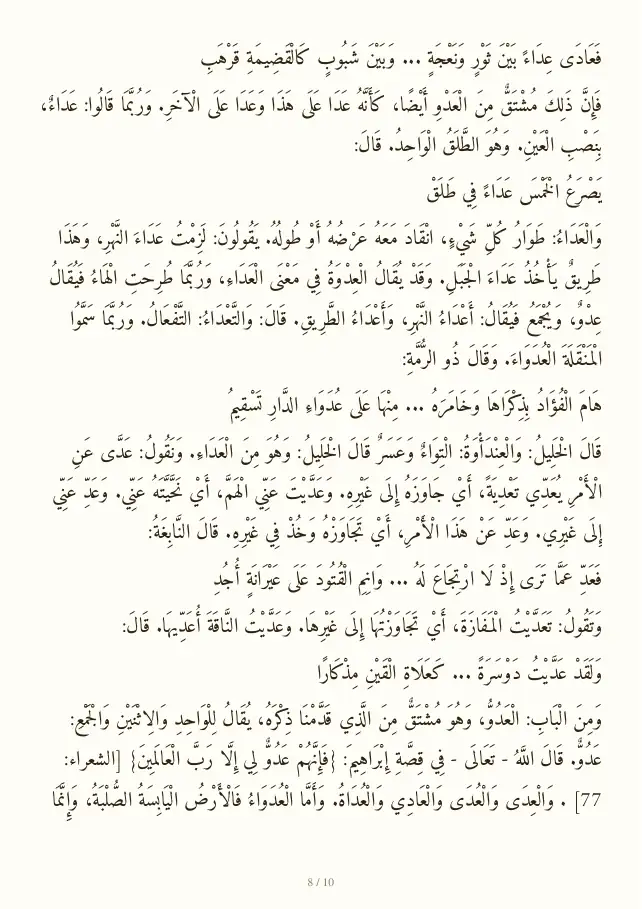 فَعَادَى عِدَاءً بَيْنَ ثَوْرٍ وَنَعْجَةٍ ... وَبَيْنَ شَبُوبٍ كَالْقَضِيمَةِ قَرْهَبِ
فَإِنَّ ذَلِكَ مُشْتَقٌّ مِنَ الْعَدْوِ أَيْضًا، كَأَنَّهُ عَدَا عَلَى هَذَا وَعَدَا عَلَى الْآخَرِ. وَرُبَّمَا قَالُوا: عَدَاءٌ،
بِنَصْبِ الْعَيْنِ. وَهُوَ الطَّلَقُ الْوَاحِدُ. قَالَ:
يَصْرَعُ الْخَمْسَ عَدَاءً فِي طَلَقْ
وَالْعَدَاءُ: طَوَارُ كُلِّ شَيْءٍ، انْقَادَ مَعَهُ عَرْضُهُ أَوْ طُولُهُ. يَقُولُونَ: لَزِمْتُ عَدَاءَ النَّهْرِ، وَهَذَا
طَرِيقٌ يَأْخُذُ عَدَاءَ الْجَبَلِ. وَقَدْ يُقَالُ الْعِدْوَةُ فِي مَعْنَى الْعَدَاءِ، وَرُبَّمَا طُرِحَتِ الْهَاءُ فَيُقَالُ
عِدْوٌ، وَيُجْمَعُ فَيُقَالُ: أَعْدَاءُ النَّهْرِ، وَأَعْدَاءُ الطَّرِيقِ. قَالَ: وَالتَّعْدَاءُ: التَّفْعَالُ. وَرُبَّمَا سَمَّوُا
الْمَنْقَلَةَ الْعُدَوَاءَ. وَقَالَ ذُو الرُّمَّةِ:
هَامَ الْفُؤَادُ بِذِكْرَاهَا وَخَامَرَهُ ... مِنْهَا عَلَى عُدَوَاءِ الدَّارِ تَسْقِيمُ
قَالَ الْخَلِيلُ: وَالْعِنْدَأْوَةُ: الْتِوَاءٌ وَعَسَرٌ قَالَ الْخَلِيلُ: وَهُوَ مِنَ الْعَدَاءِ. وَتَقُولُ: عَدَّى عَنِ
الْأَمْرِ يُعَدِّي تَعْدِيَةً، أَيْ جَاوَزَهُ إِلَى غَيْرِهِ. وَعَدَّيْتَ عَنِّي الْهَمَّ، أَيْ نَحَّيْتَهُ عَنِّي. وَعَدِّ عَنِّي
إِلَى غَيْرِي. وَعَدِّ عَنْ هَذَا الْأَمْرِ، أَيْ تَجَاوَزْهُ وَخُذْ فِي غَيْرِهِ. قَالَ النَّابِغَةُ:
فَعَدِّ عَمَّا تَرَى إِذْ لَا ارْتِجَاعَ لَهُ ... وَانِمِ الْقُتُودَ عَلَى عَيْرَانَةٍ أُجُدِ
وَتَقُولُ: تَعَدَّيْتُ الْمَفَازَةَ، أَيْ تَجَاوَزْتُهَا إِلَى غَيْرِهَا. وَعَدَّيْتُ النَّاقَةَ أُعَدِّيهَا. قَالَ:
وَلَقَدْ عَدَّيْتُ دَوْسَرَةً ... كَعَلَاةِ الْقَيْنِ مِذْكَارًا
وَمِنَ الْبَابِ: الْعَدُوُّ، وَهُوَ مُشْتَقٌّ مِنَ الَّذِي قَدَّمْنَا ذِكْرَهُ، يُقَالُ لِلْوَاحِدِ وَالِاثْنَيْنِ وَالْجَمْعِ:
عَدُوٌّ. قَالَ اللَّهُ - تَعَالَى - فِي قِصَّةِ إِبْرَاهِيمَ: {فَإِنَّهُمْ عَدُوٌّ لِي إِلَّا رَبَّ الْعَالَمِينَ} [الشعراء:
77] . وَالْعِدَى وَالْعُدَى وَالْعَادِي وَالْعُدَاةُ. وَأَمَّا الْعُدَوَاءُ فَالْأَرْضُ الْيَابِسَةُ الصُّلْبَةُ، وَإِنَّمَا
8 / 10